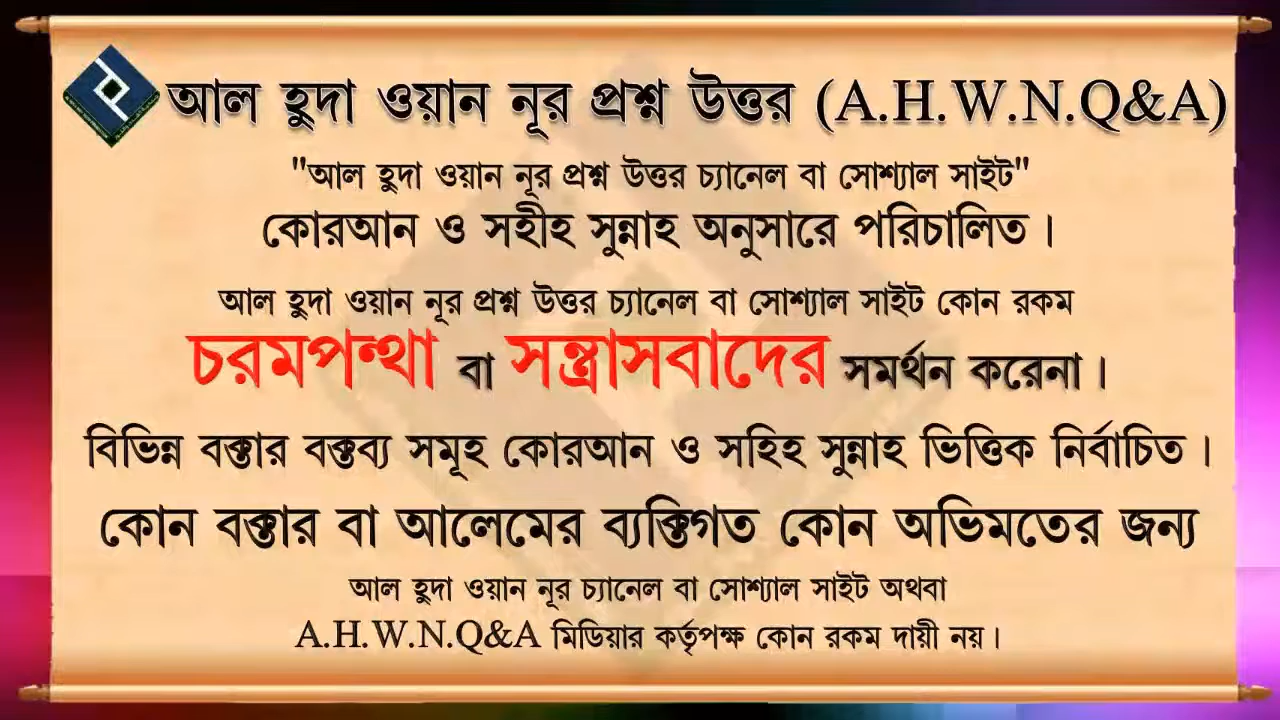 আল হুদা ওয়ান নূর প্রশ্ন উত্তর (A.H.W.N.Q&A)
"আল হুদা ওয়ান নূর প্রশ্ন উত্তর চ্যানেল বা সোশ্যাল সাইট"
কোরআন ও সহীহ সুন্নাহ অনুসারে পরিচালিত।
আল হুদা ওয়ান নূর প্রশ্ন উত্তর চ্যানেল বা সোশ্যাল সাইট কোন রকম
চরমপন্থা বা সন্ত্রাসবাদের সমর্থন করেনা।
বিভিন্ন বক্তার বক্তব্য সমূহ কোরআন ও সহিহ সুন্নাহ ভিত্তিক নির্বাচিত।
কোন বক্তার বা আলেমের ব্যক্তিগত কোন অভিমতের জন্য
আল হুদা ওয়ান নূর চ্যানেল বা সোশ্যাল সাইট অথবা
A.H.W.N.Q&A মিডিয়ার কর্তৃপক্ষ কোন রকম দায়ী নয়।